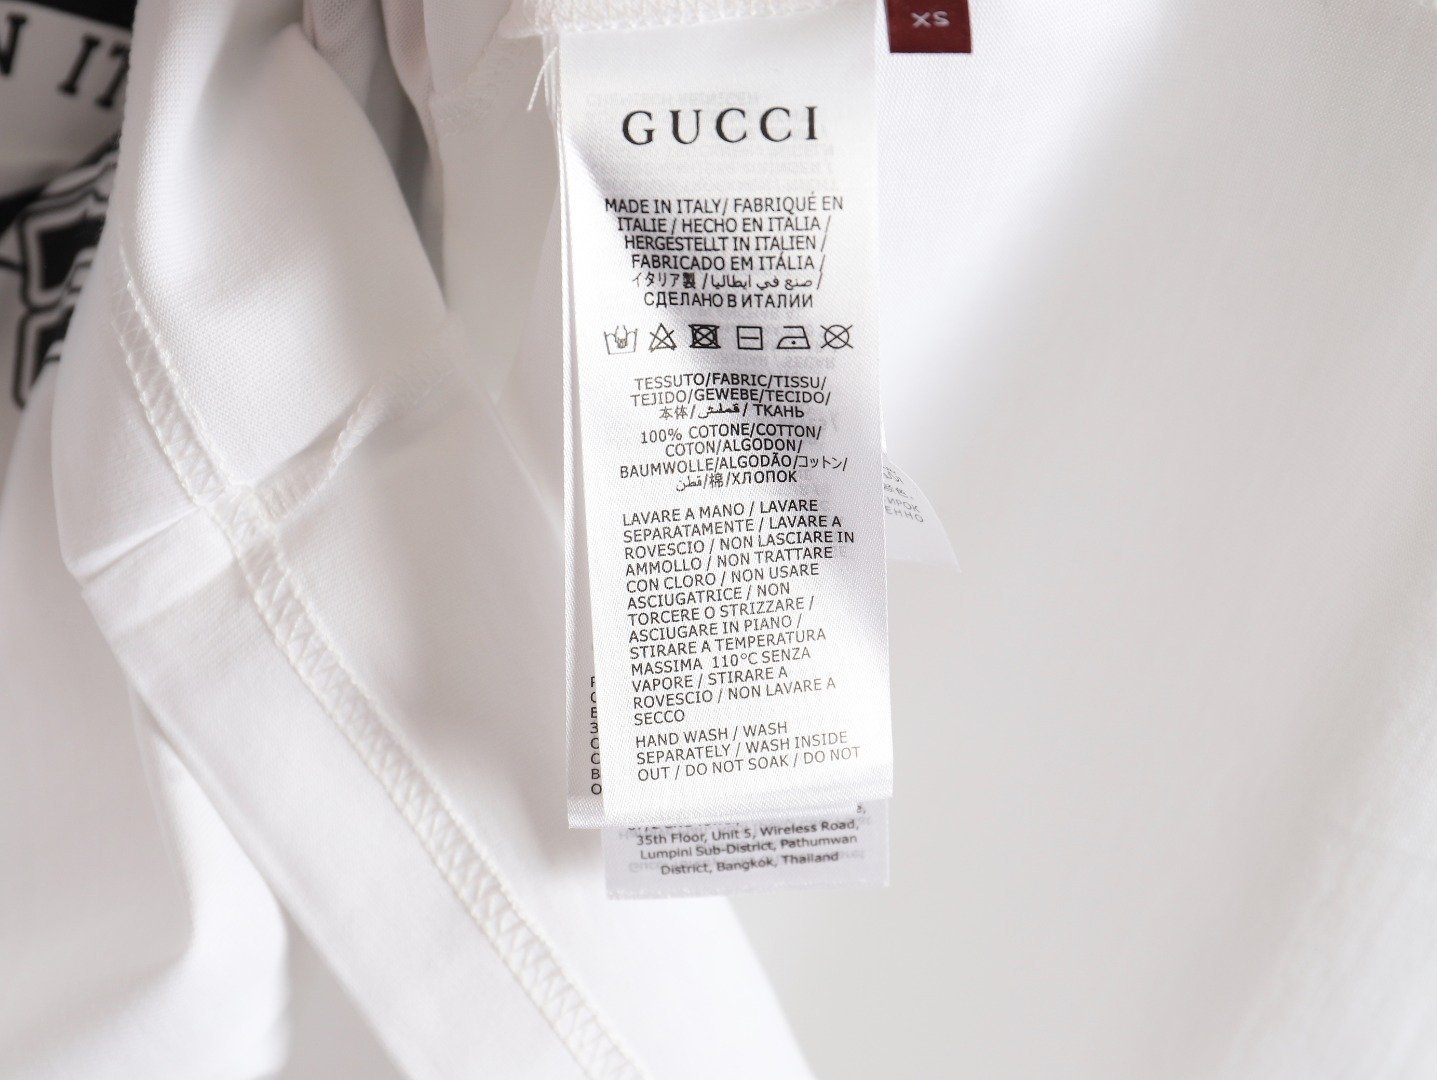 N IT
XS
GUCCI
MADE IN ITALY/ FABRIQUÉ EN
ITALIE / HECHO EN ITALIA /
HERGESTELLT IN ITALIEN /
FABRICADO EM ITÁLIA /
イタリア製 / صنع في ايطاليا /
СДЕЛАНО В ИТАЛИИ
TESSUTO/FABRIC/TISSU/
TEJIDO/GEWEBE/TECIDO/
本体/ قملش / ТКАНЬ
100% COTONE/COTTON/
COTON/ALGODON/
BAUMWOLLE/ALGODÃO/コットン/
قطن/棉/ХЛОПОК
LAVARE A MANO / LAVARE
SEPARATAMENTE / LAVARE A
ROVESCIO / NON LASCIARE IN
AMMOLLO / NON TRATTARE
CON CLORO / NON USARE
ASCIUGATRICE / NON
TORCERE O STRIZZARE /
ASCIUGARE IN PIANO /
STIRARE A TEMPERATURA
MASSIMA 110°C SENZA
VAPORE / STIRARE A
ROVESCIO / NON LAVARE A
SECCO
HAND WASH / WASH
SEPARATELY / WASH INSIDE
OUT / DO NOT SOAK / DO NOT
35th Floor, Unit 5, Wireless Road,
Lumpini Sub-District, Pathumwan
District, Bangkok, Thailand
ИРОК
ЕННО